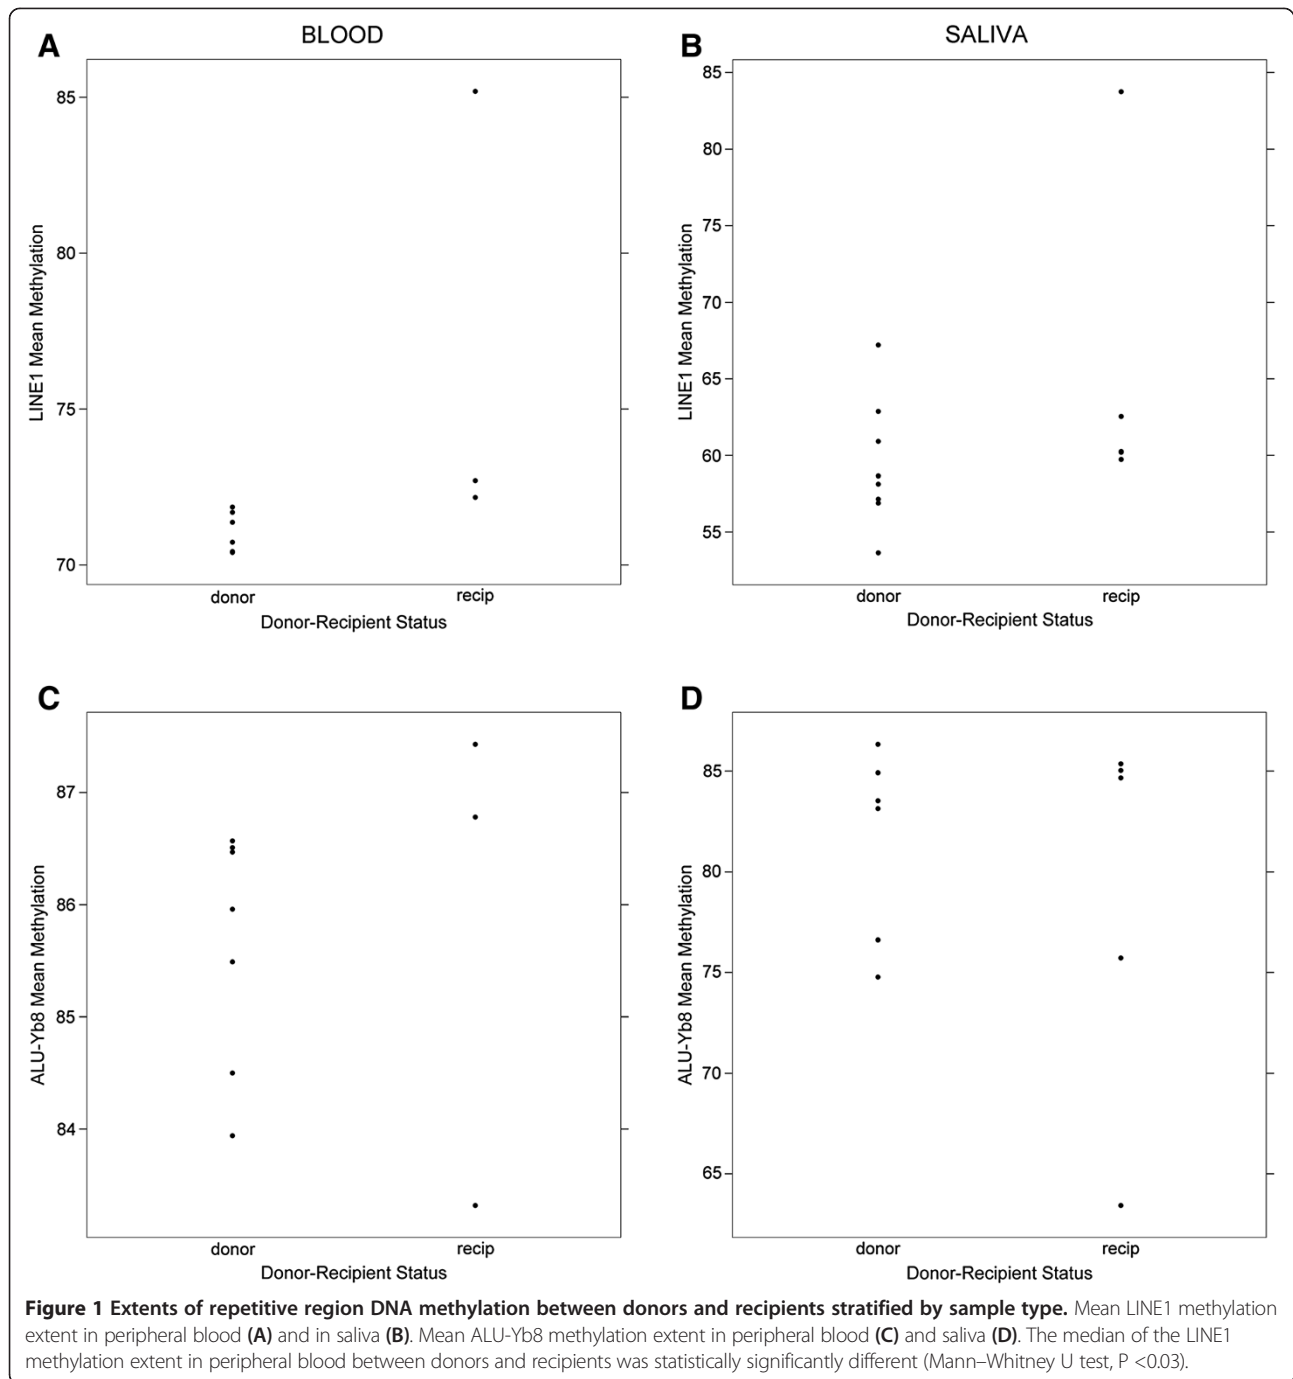 A
BLOOD
85
80
75
70
LINE1 Mean Methylation
donor
recip
Donor-Recipient Status
B
SALIVA
85
80
75
70
65
60
55
LINE1 Mean Methylation
donor
recip
Donor-Recipient Status
C
87
86
85
84
ALU-Yb8 Mean Methylation
donor
recip
Donor-Recipient Status
D
85
80
75
70
65
ALU-Yb8 Mean Methylation
donor
recip
Donor-Recipient Status
Figure 1 Extents of repetitive region DNA methylation between donors and recipients stratified by sample type. Mean LINE1 methylation
extent in peripheral blood (A) and in saliva (B). Mean ALU-Yb8 methylation extent in peripheral blood (C) and saliva (D). The median of the LINE1
methylation extent in peripheral blood between donors and recipients was statistically significantly different (Mann–Whitney U test, P <0.03).